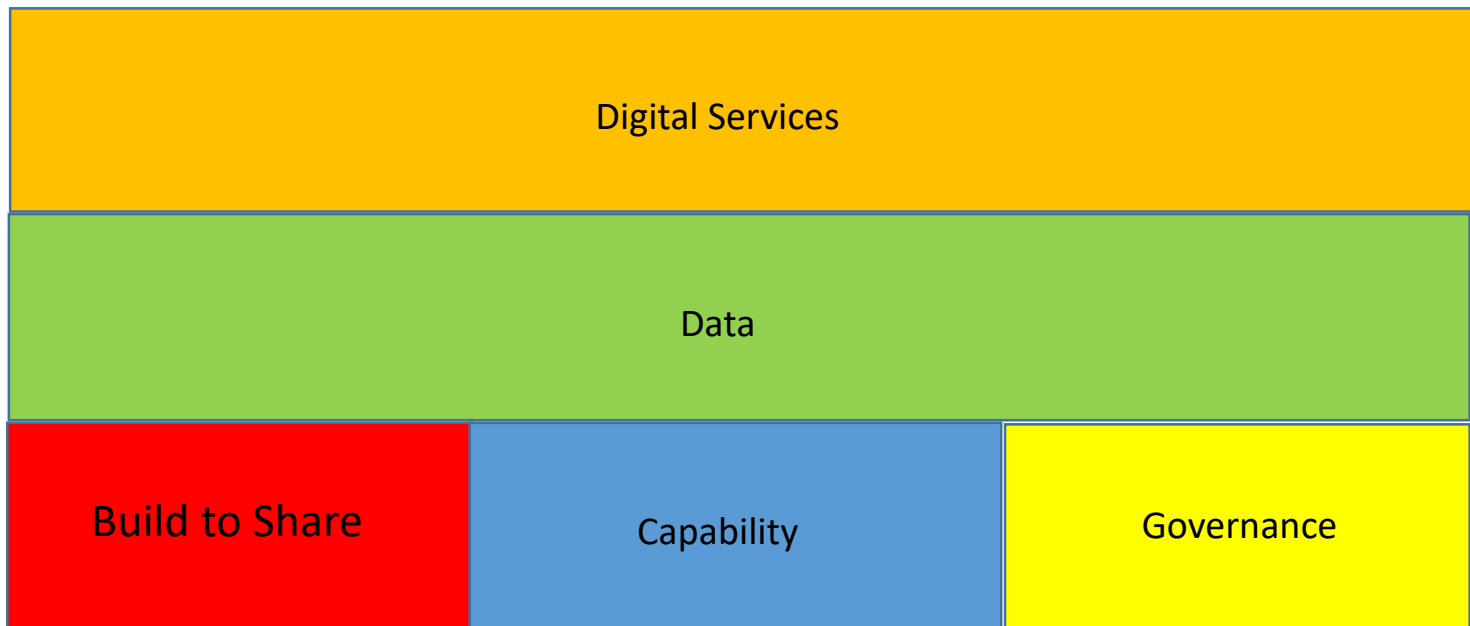 Digital Services
Data
Build to Share
Capability
Governance